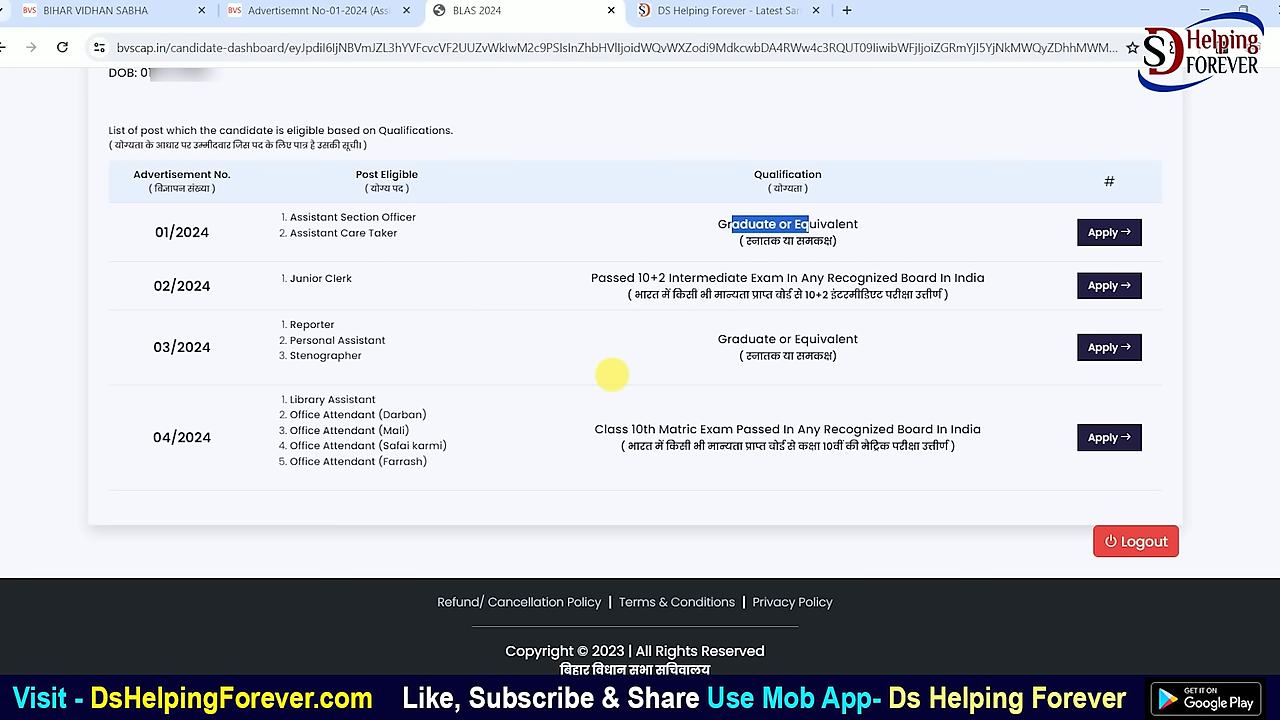 BVS BIHAR VIDHAN SABHA
BVS Advertisemnt No-01-2024 (Ass
BLAS 2024
DS Helping Forever - Latest Sar
bvscap.in/candidate-dashboard/
SD Helping
FOREVER
DOB: 01
List of post which the candidate is eligible based on Qualifications.
( योग्यता के आधार पर उम्मीदवार जिस पद के लिए पात्र है उसकी सूची। )
Advertisement No. Post Eligible Qualification #
( विज्ञापन संख्या ) ( योग्य पद ) ( योग्यता )
01/2024
1. Assistant Section Officer
2. Assistant Care Taker
Graduate or Equivalent
( स्नातक या समकक्ष)
Apply →
02/2024
1. Junior Clerk
Passed 10+2 Intermediate Exam In Any Recognized Board In India
( भारत में किसी भी मान्यता प्राप्त बोर्ड से 10+2 इंटरमीडिएट परीक्षा उत्तीर्ण )
Apply →
03/2024
1. Reporter
2. Personal Assistant
3. Stenographer
Graduate or Equivalent
( स्नातक या समकक्ष)
Apply →
04/2024
1. Library Assistant
2. Office Attendant (Darban)
3. Office Attendant (Mali)
4. Office Attendant (Safai karmi)
5. Office Attendant (Farrash)
Class 10th Matric Exam Passed In Any Recognized Board In India
( भारत में किसी भी मान्यता प्राप्त बोर्ड से कक्षा 10वीं की मैट्रिक परीक्षा उत्तीर्ण )
Apply →
Logout
Refund/ Cancellation Policy | Terms & Conditions | Privacy Policy
Copyright © 2023 | All Rights Reserved
बिहार विधान सभा सचिवालय
Visit - DsHelpingForever.com Like, Subscribe & Share Use Mob App- Ds Helping Forever
GET IT ON
Google Play